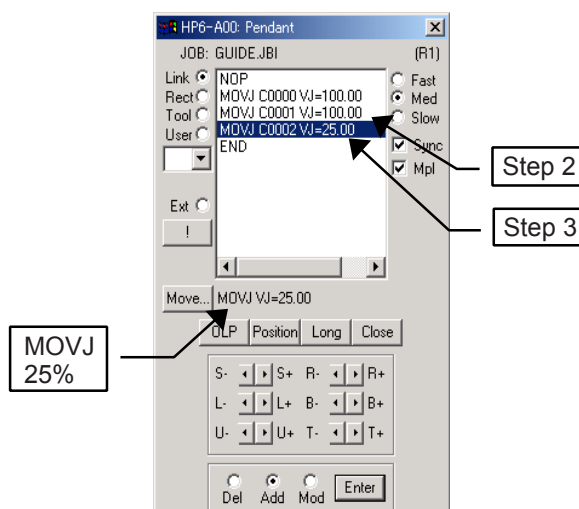 HP6-A00: Pendant
JOB: GUIDE.JBI (R1)
Link
Rect
Tool
User
Ext
!
NOP
MOVJ C0000 VJ=100.00
MOVJ C0001 VJ=100.00
MOVJ C0002 VJ=25.00
END
Fast
Med
Slow
Sync
Mpl
Step 2
Step 3
Move... MOVJ VJ=25.00
MOVJ
25%
OLP Position Long Close
S- S+ R- R+
L- L+ B- B+
U- U+ T- T+
Del Add Mod Enter